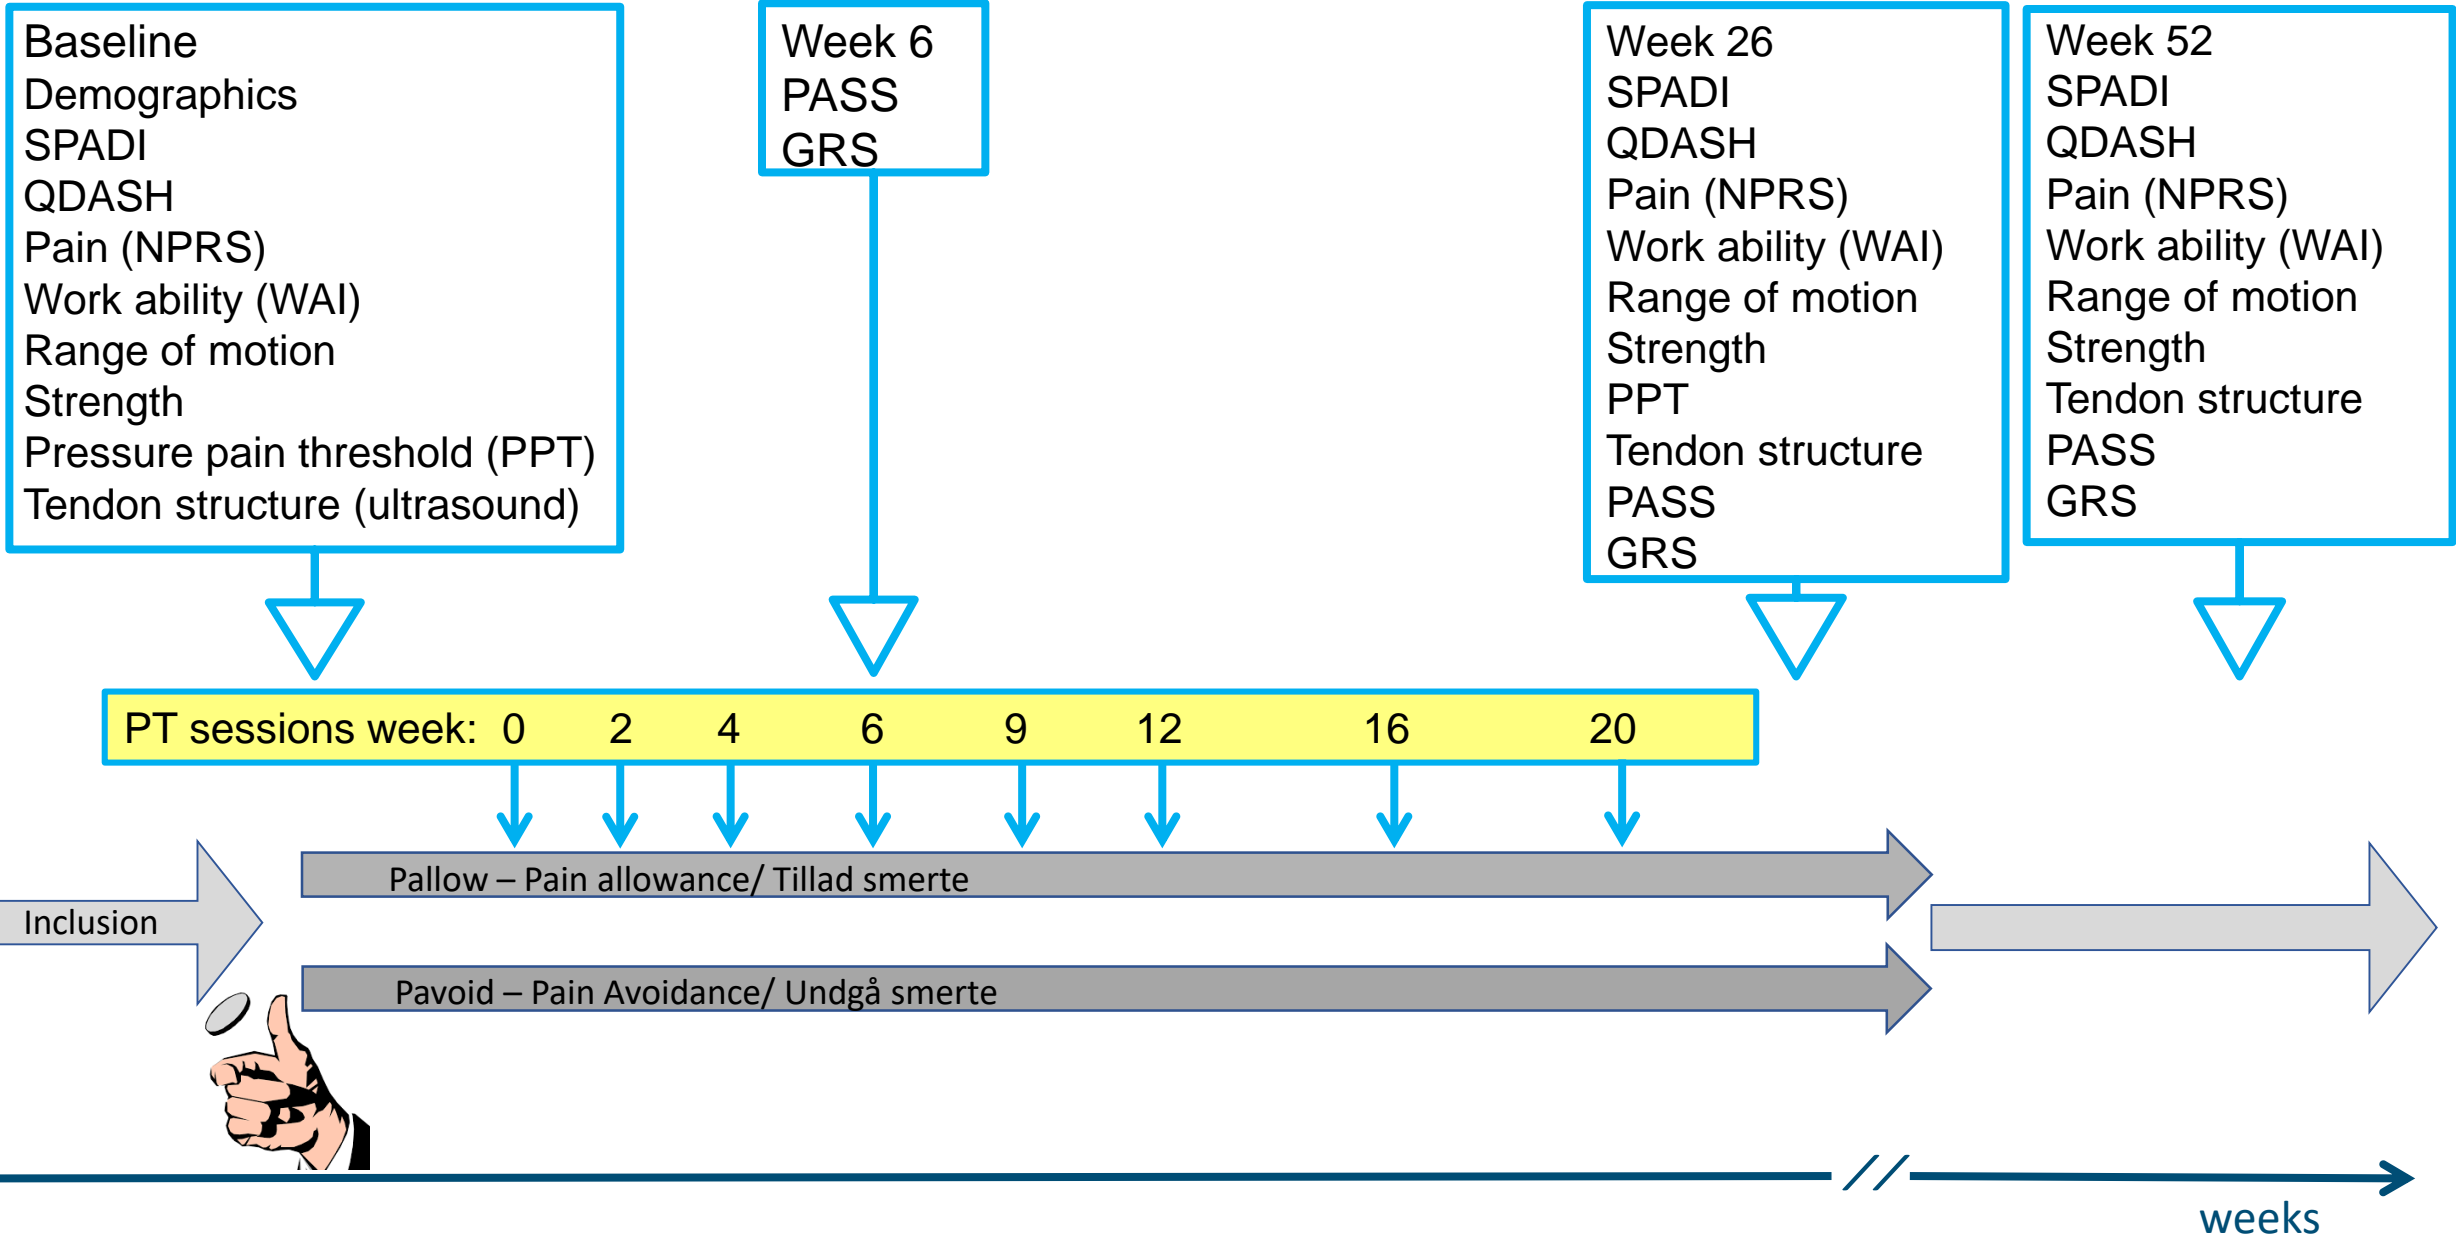 Baseline
Demographics
SPADI
QDASH
Pain (NPRS)
Work ability (WAI)
Range of motion
Strength
Pressure pain threshold (PPT)
Tendon structure (ultrasound)
Week 6
PASS
GRS
Week 26
SPADI
QDASH
Pain (NPRS)
Work ability (WAI)
Range of motion
Strength
PPT
Tendon structure
PASS
GRS
Week 52
SPADI
QDASH
Pain (NPRS)
Work ability (WAI)
Range of motion
Strength
Tendon structure
PASS
GRS
PT sessions week: 0 2 4 6 9 12 16 20
Pallow – Pain allowance/ Tillad smerte
Inclusion
Pavoid – Pain Avoidance/ Undgå smerte
weeks